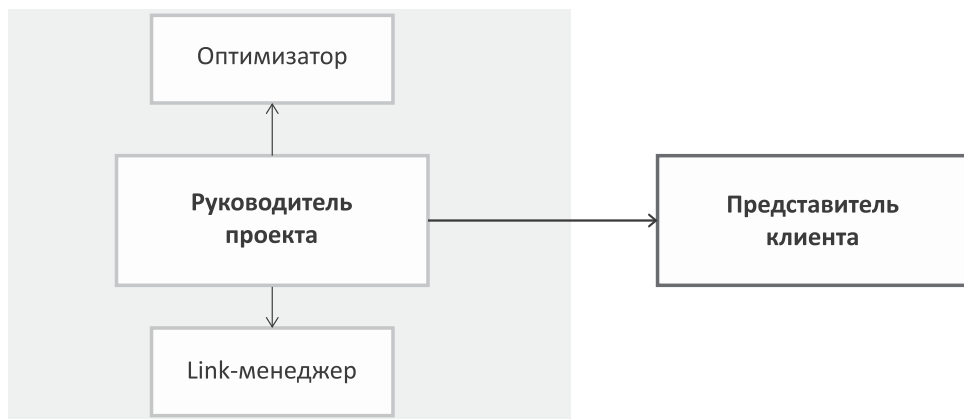 Оптимизатор
Руководитель
проекта
Представитель
клиента
Link-менеджер